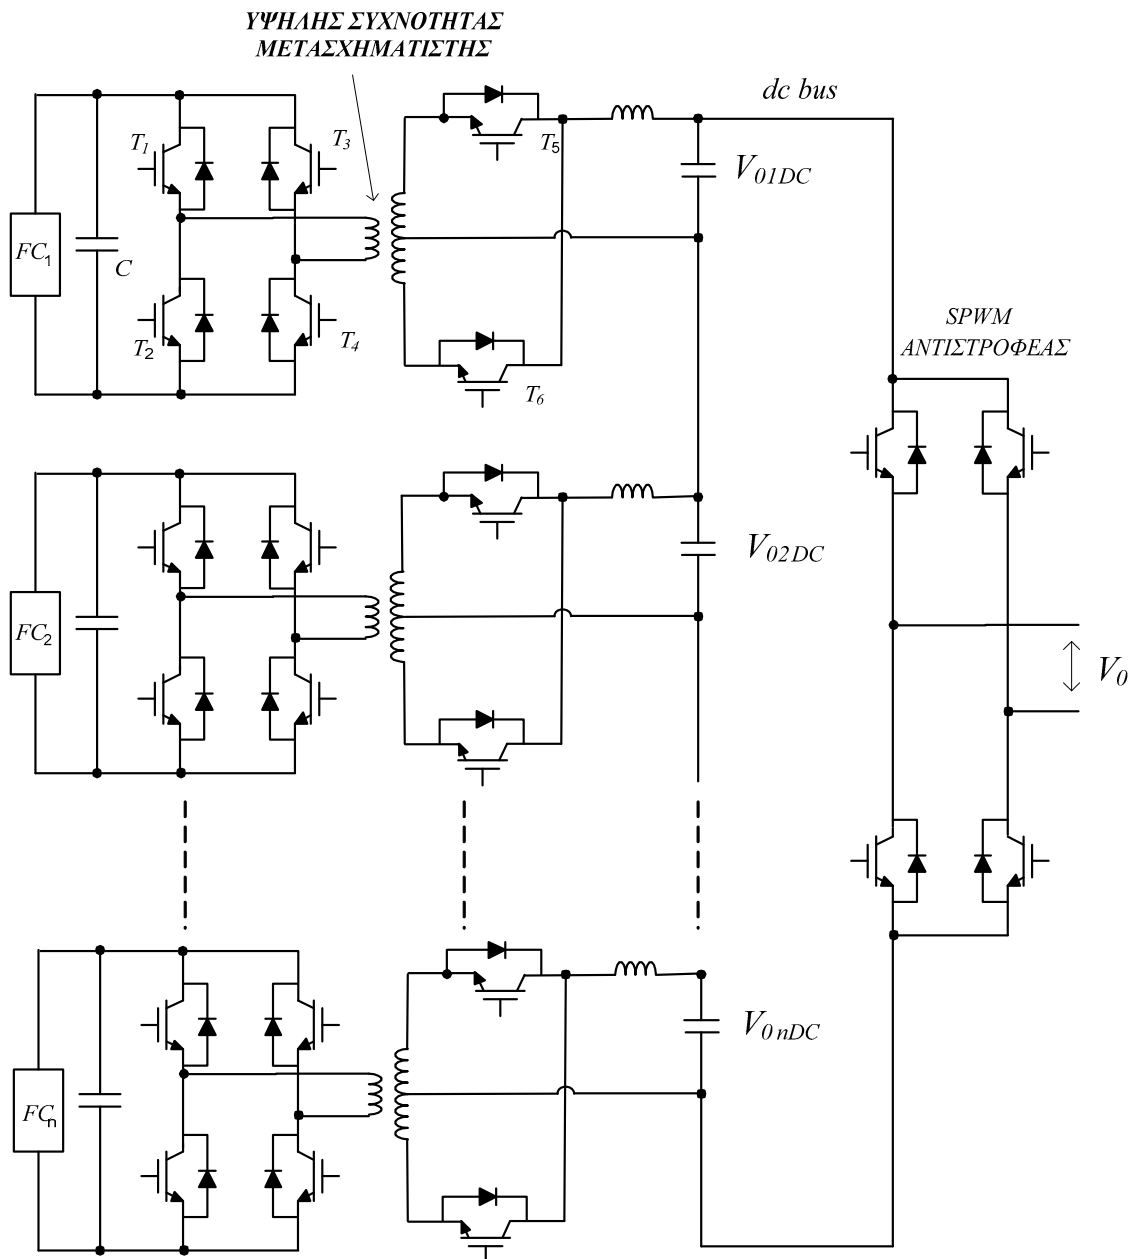 ΥΨΗΛΗΣ ΣΥΧΝΟΤΗΤΑΣ
ΜΕΤΑΣΧΗΜΑΤΙΣΤΗΣ
dc bus
T1
T3
T5
V01DC
FC1
C
T2
T4
T6
SPWM
ΑΝΤΙΣΤΡΟΦΕΑΣ
V02DC
FC2
V0
V0nDC
FCn